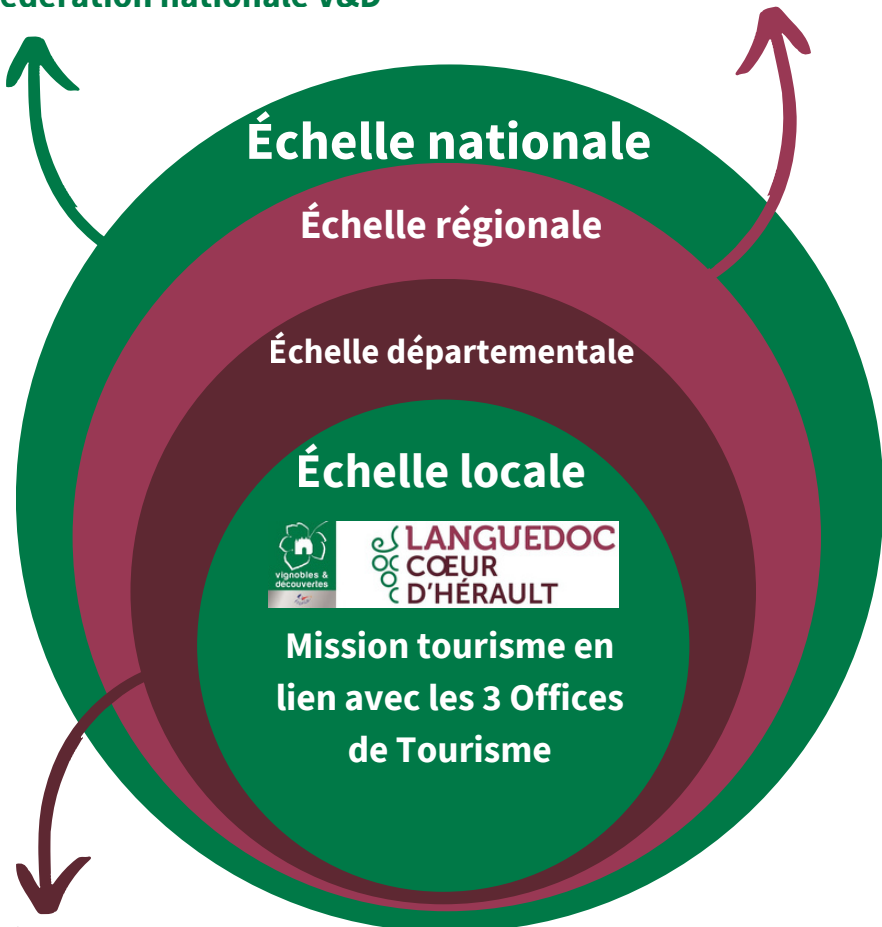 fédération nationale V&D
Échelle nationale
Échelle régionale
Échelle départementale
Échelle locale
vignobles &
découvertes
LANGUEDOC
CŒUR
D'HÉRAULT
Mission tourisme en
lien avec les 3 Offices
de Tourisme